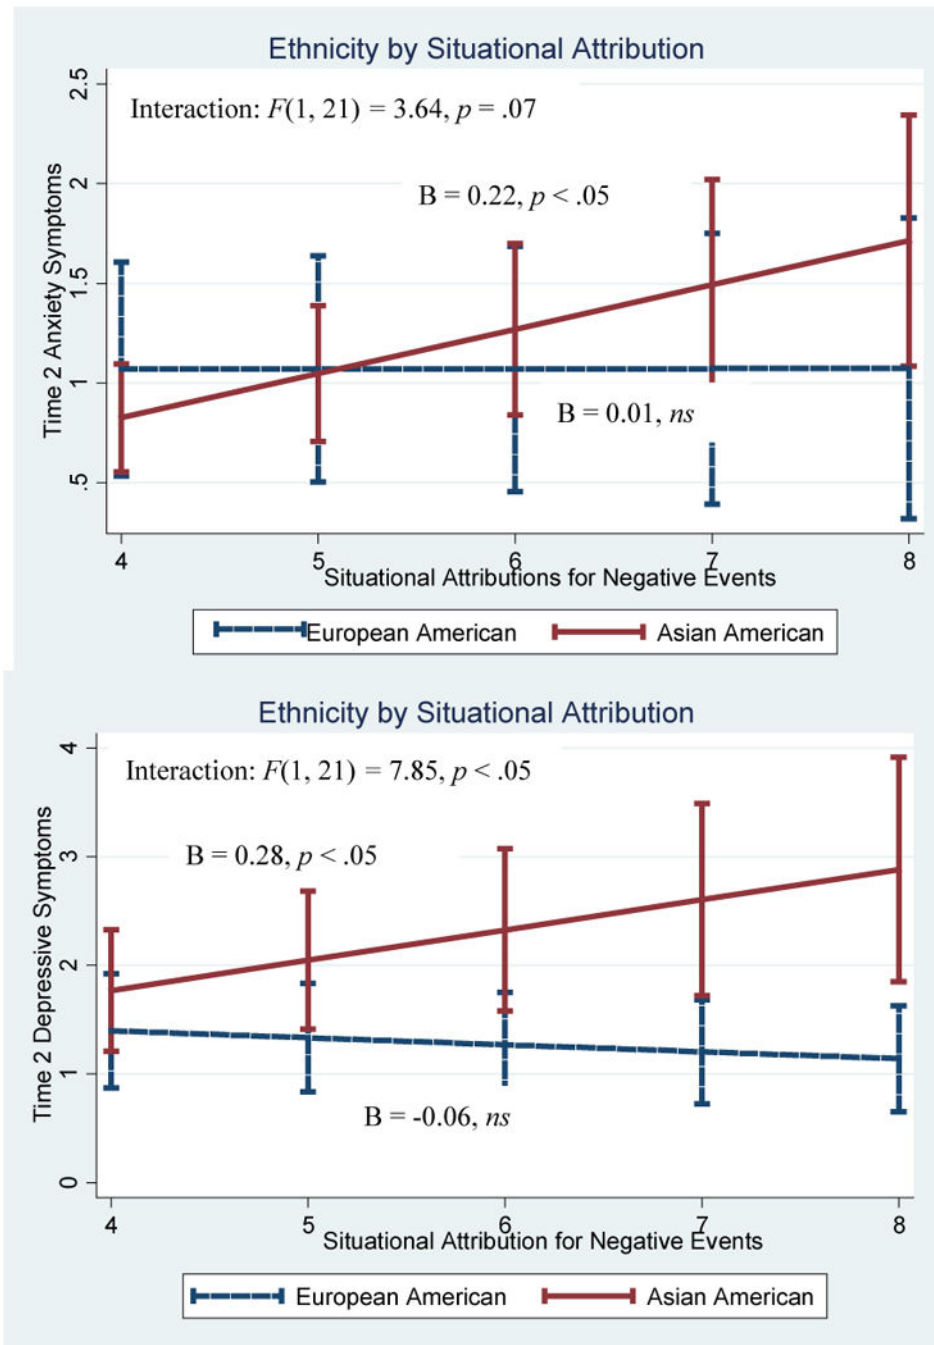 Ethnicity by Situational Attribution
Interaction: F(1, 21) = 3.64, p = .07
B = 0.22, p < .05
B = 0.01, ns
Time 2 Anxiety Symptoms
2.5
2
1.5
1
.5
4 5 6 7 8
Situational Attributions for Negative Events
European American Asian American
Ethnicity by Situational Attribution
Interaction: F(1, 21) = 7.85, p < .05
B = 0.28, p < .05
B = -0.06, ns
Time 2 Depressive Symptoms
4
3
2
1
0
4 5 6 7 8
Situational Attribution for Negative Events
European American Asian American